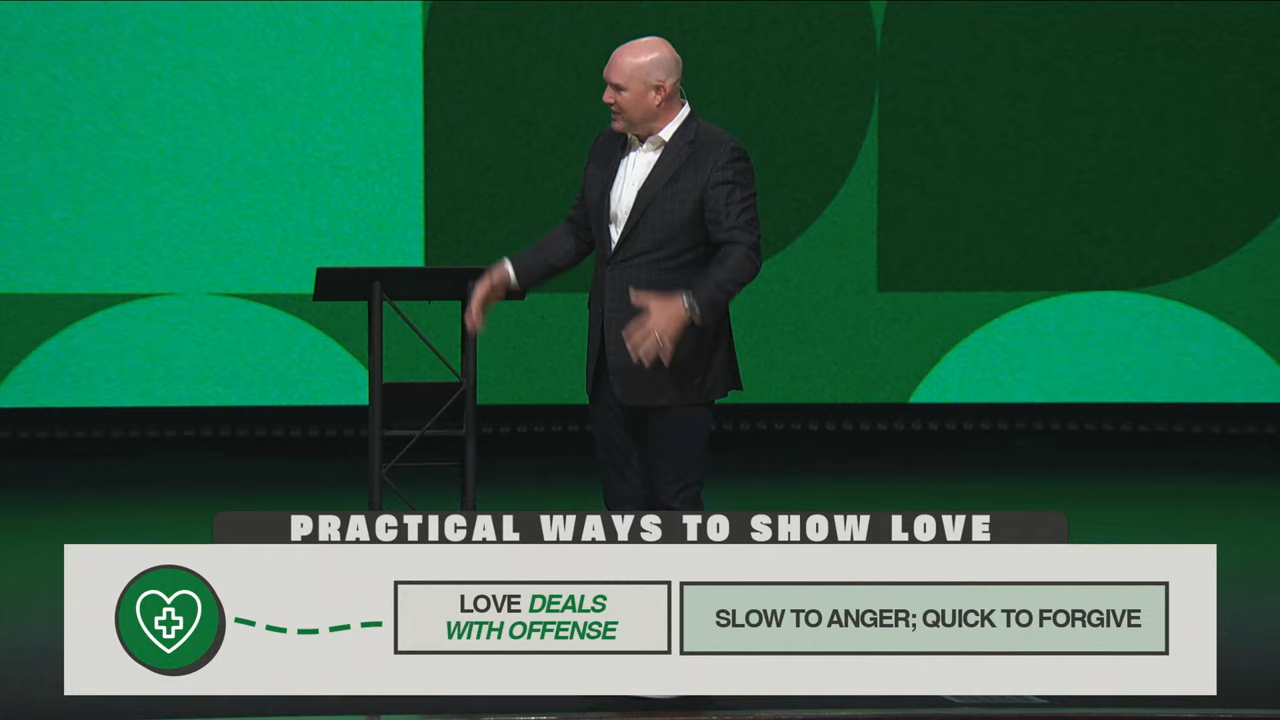 PRACTICAL WAYS TO SHOW LOVE
LOVE DEALS
WITH OFFENSE
SLOW TO ANGER; QUICK TO FORGIVE